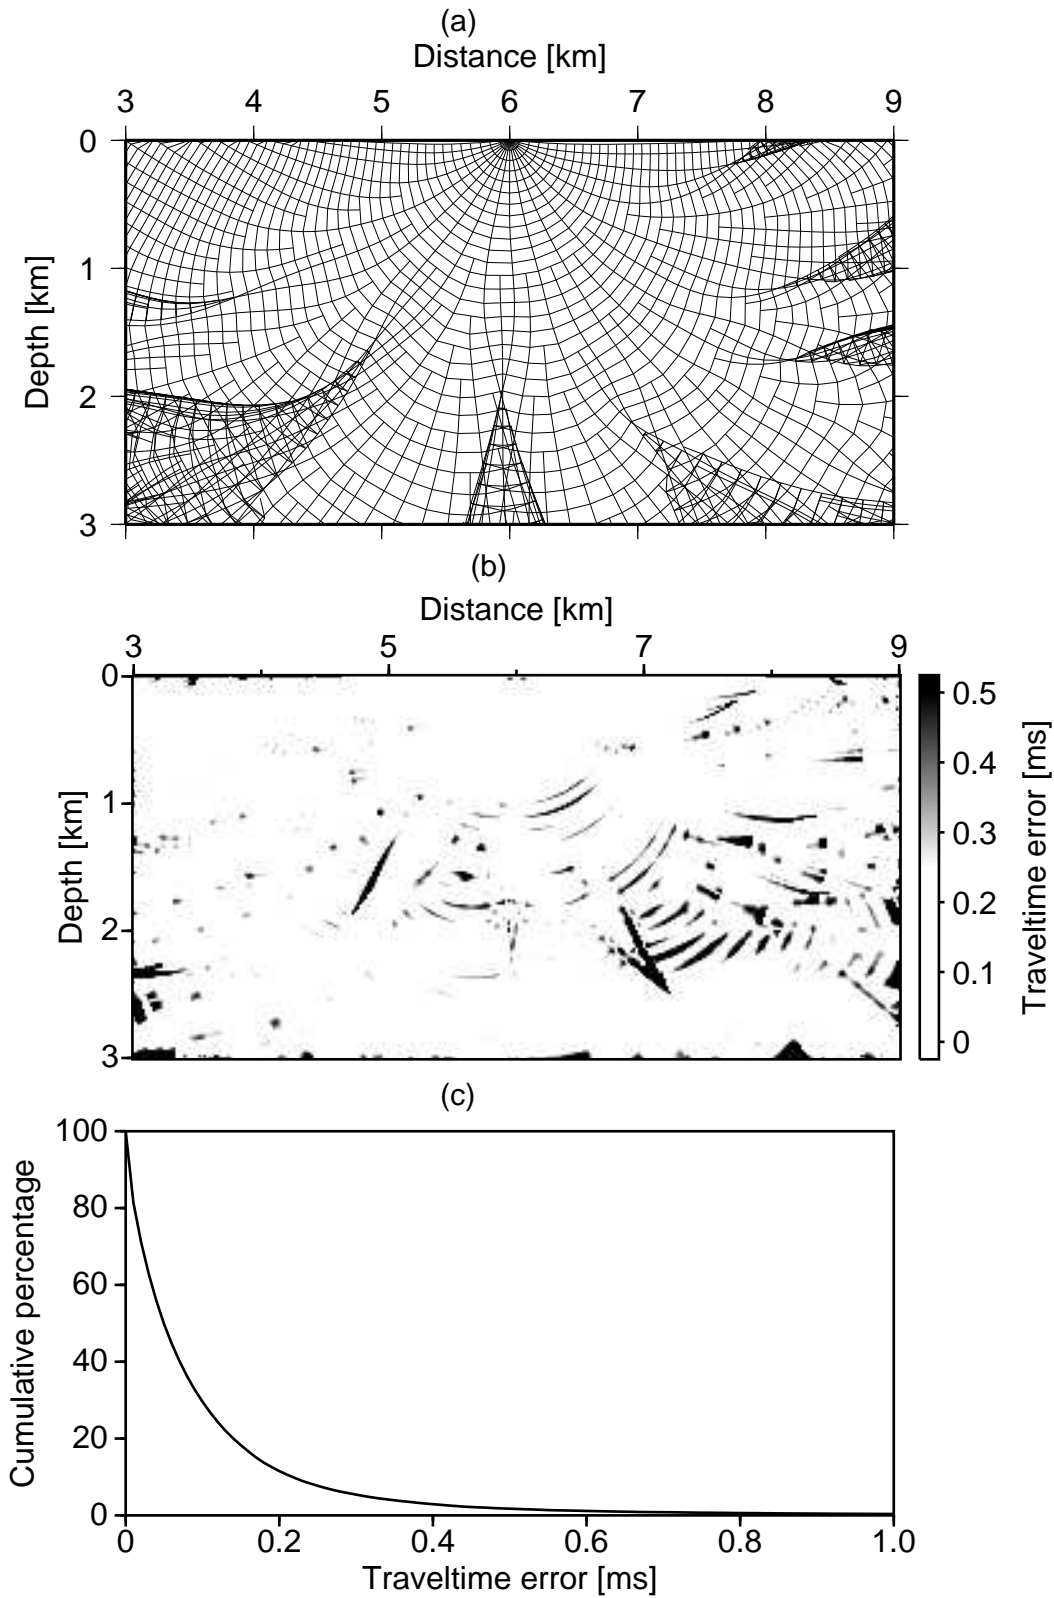 (a)
Distance [km]
3 4 5 6 7 8 9
0
1
2
3
Depth [km]
(b)
Distance [km]
3 5 7 9
0
1
2
3
Depth [km]
0.5
0.4
0.3
0.2
0.1
0
Traveltime error [ms]
(c)
100
80
60
40
20
0
Cumulative percentage
0 0.2 0.4 0.6 0.8 1.0
Traveltime error [ms]